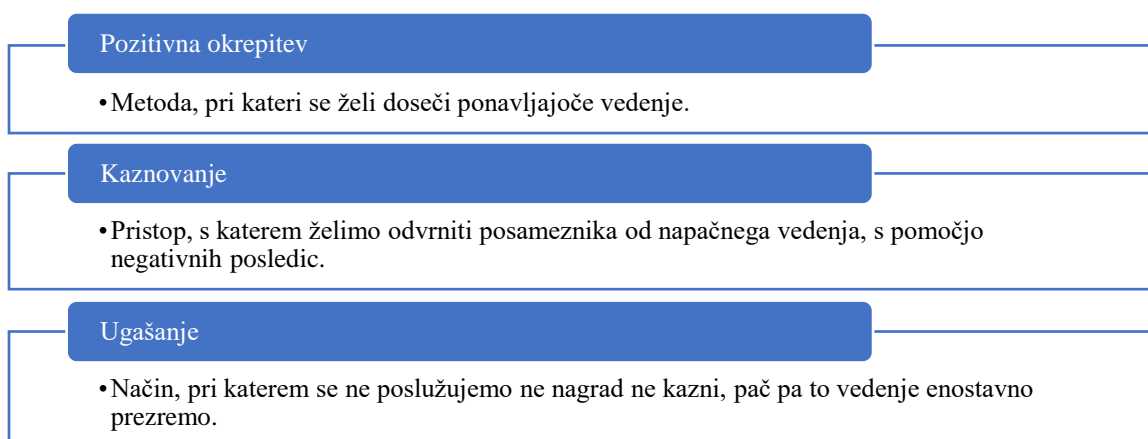 Pozitivna okrepitev
•Metoda, pri kateri se želi doseči ponavljajoče vedenje.
Kaznovanje
•Pristop, s katerem želimo odvrniti posameznika od napačnega vedenja, s pomočjo
negativnih posledic.
Ugašanje
•Način, pri katerem se ne poslužujemo ne nagrad ne kazni, pač pa to vedenje enostavno
prezremo.